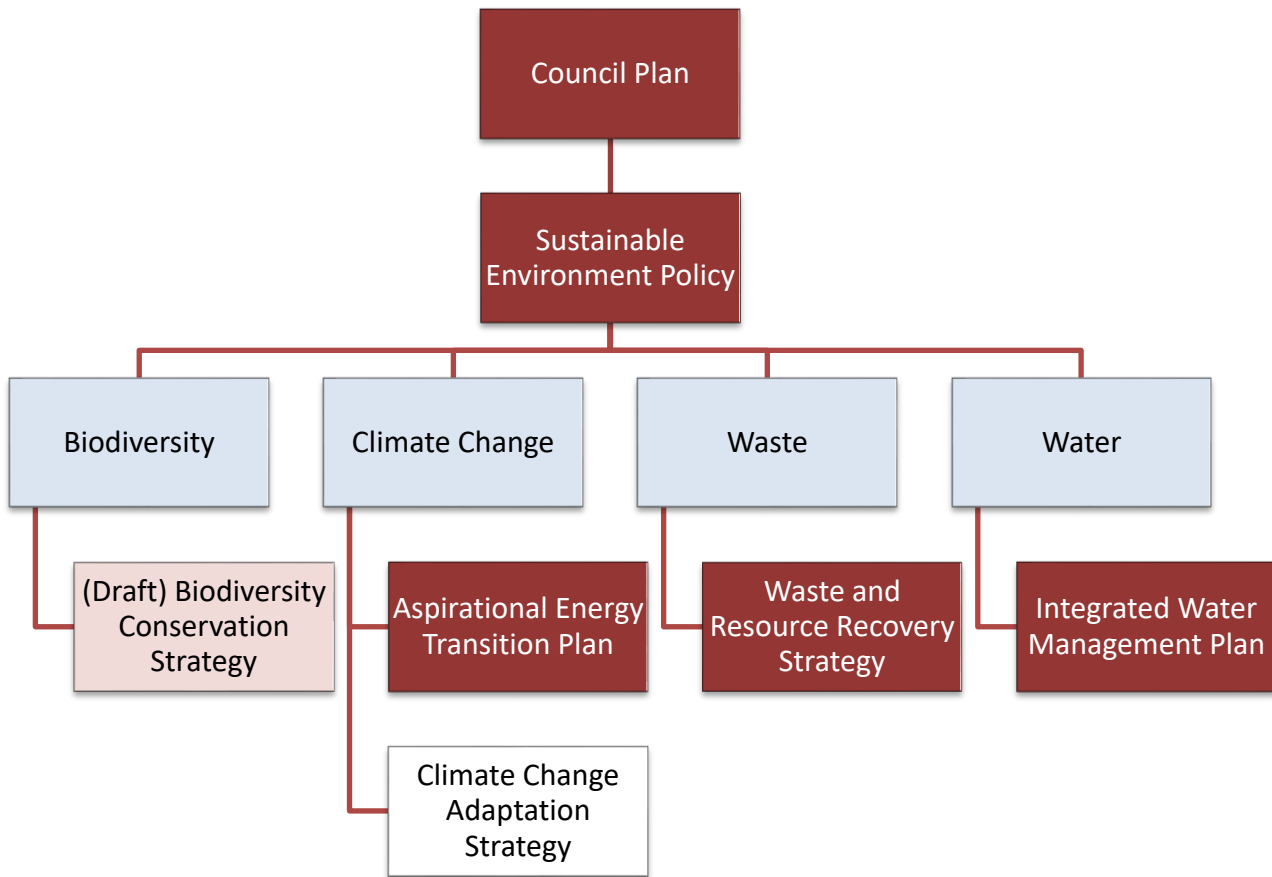 Council Plan
Sustainable
Environment Policy
Biodiversity
Climate Change
Waste
Water
(Draft) Biodiversity
Conservation
Strategy
Aspirational Energy
Transition Plan
Waste and
Resource Recovery
Strategy
Integrated Water
Management Plan
Climate Change
Adaptation
Strategy